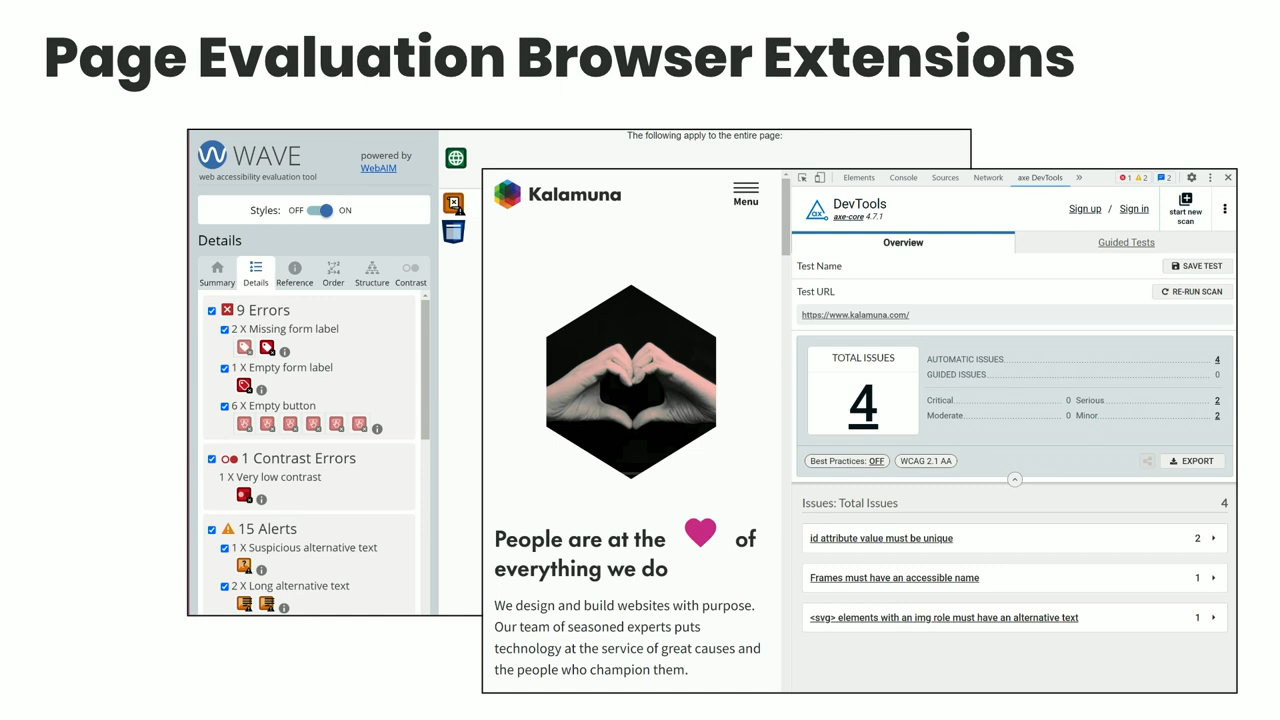 Page Evaluation Browser Extensions
WAVE
web accessibility evaluation tool
powered by
WebAIM
Styles: OFF ON
Details
Summary Details Reference Order Structure Contrast
9 Errors
2 X Missing form label
1 X Empty form label
6 X Empty button
1 Contrast Errors
1 X Very low contrast
15 Alerts
1 X Suspicious alternative text
2 X Long alternative text
The following apply to the entire page:
Kalamuna
Menu
People are at the of
everything we do
We design and build websites with purpose.
Our team of seasoned experts puts
technology at the service of great causes and
the people who champion them.
Elements Console Sources Network axe DevTools » 1 2 2
ax DevTools
axe-core 4.7.1
Sign up / Sign in
start new
scan
Overview Guided Tests
Test Name SAVE TEST
Test URL RE-RUN SCAN
https://www.kalamuna.com/
TOTAL ISSUES
4
AUTOMATIC ISSUES 4
GUIDED ISSUES 0
Critical 0 Serious 2
Moderate 0 Minor 2
Best Practices: OFF WCAG 2.1 AA EXPORT
Issues: Total Issues 4
id attribute value must be unique 2
Frames must have an accessible name 1
<svg> elements with an img role must have an alternative text 1